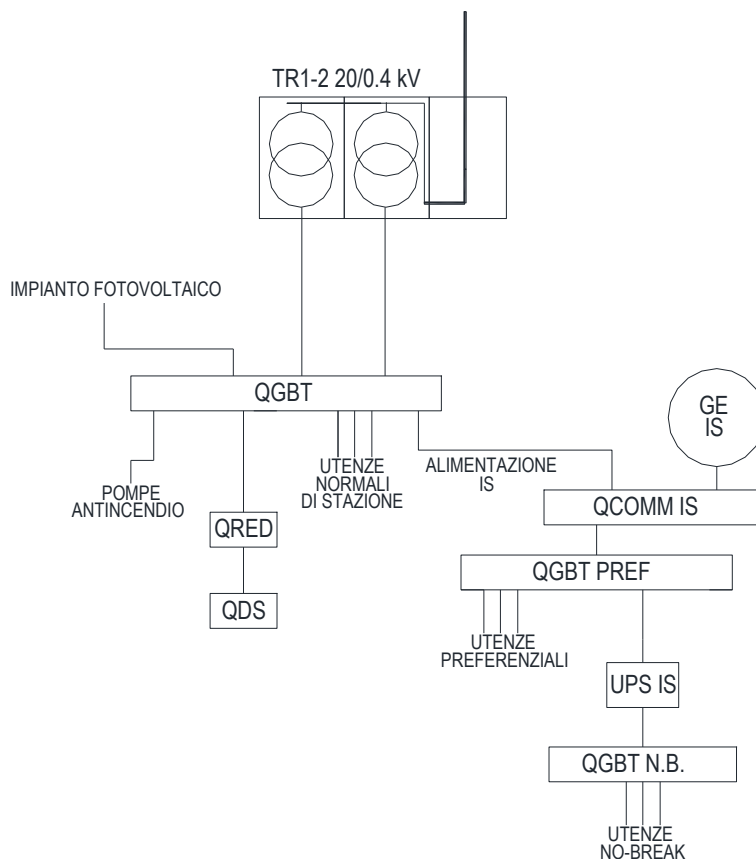 TR1-2 20/0.4 kV
IMPIANTO FOTOVOLTAICO
QGBT
GE
IS
POMPE
ANTINCENDIO
UTENZE
NORMALI
DI STAZIONE
ALIMENTAZIONE
IS
QCOMM IS
QRED
QGBT PREF
QDS
UTENZE
PREFERENZIALI
UPS IS
QGBT N.B.
UTENZE
NO-BREAK